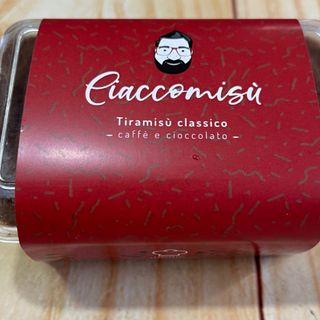 Ciaccomisù
Tiramisù classico
– caffè e cioccolato –